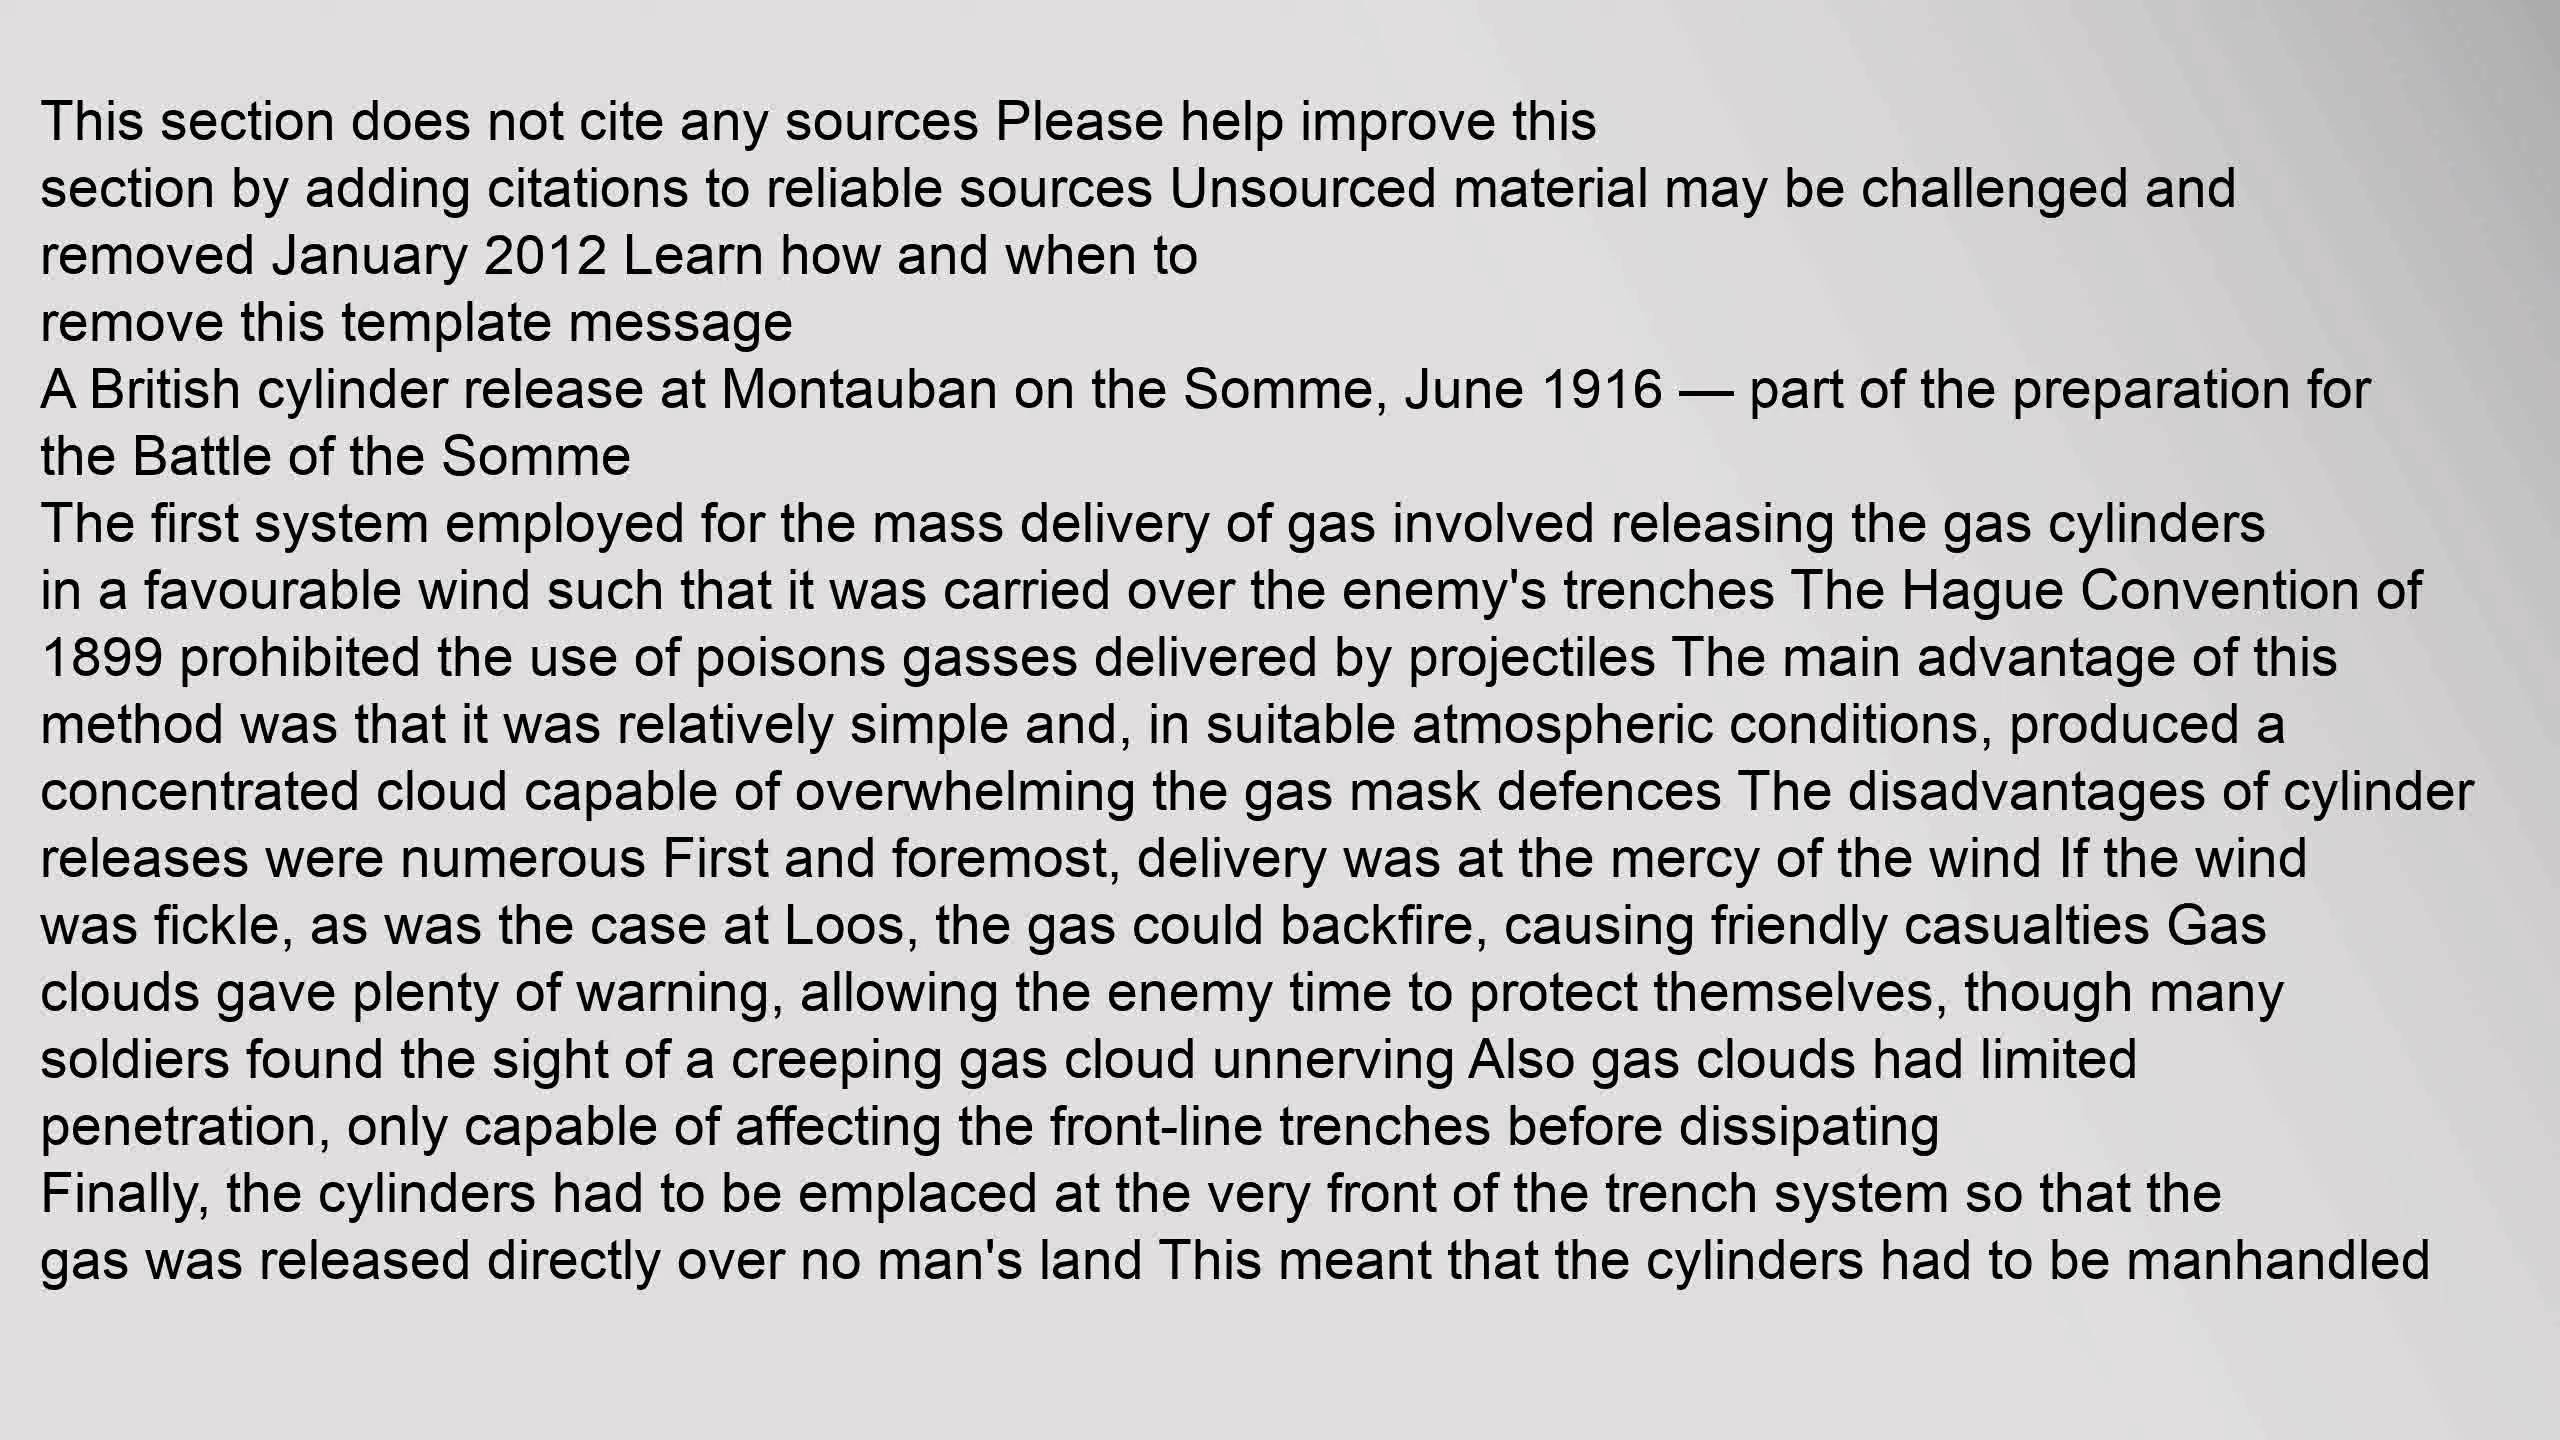 This section does not cite any sources Please help improve this
section by adding citations to reliable sources Unsourced material may be challenged and
removed January 2012 Learn how and when to
remove this template message
A British cylinder release at Montauban on the Somme, June 1916 — part of the preparation for
the Battle of the Somme
The first system employed for the mass delivery of gas involved releasing the gas cylinders
in a favourable wind such that it was carried over the enemy's trenches The Hague Convention of
1899 prohibited the use of poisons gasses delivered by projectiles The main advantage of this
method was that it was relatively simple and, in suitable atmospheric conditions, produced a
concentrated cloud capable of overwhelming the gas mask defences The disadvantages of cylinder
releases were numerous First and foremost, delivery was at the mercy of the wind If the wind
was fickle, as was the case at Loos, the gas could backfire, causing friendly casualties Gas
clouds gave plenty of warning, allowing the enemy time to protect themselves, though many
soldiers found the sight of a creeping gas cloud unnerving Also gas clouds had limited
penetration, only capable of affecting the front-line trenches before dissipating
Finally, the cylinders had to be emplaced at the very front of the trench system so that the
gas was released directly over no man's land This meant that the cylinders had to be manhandled